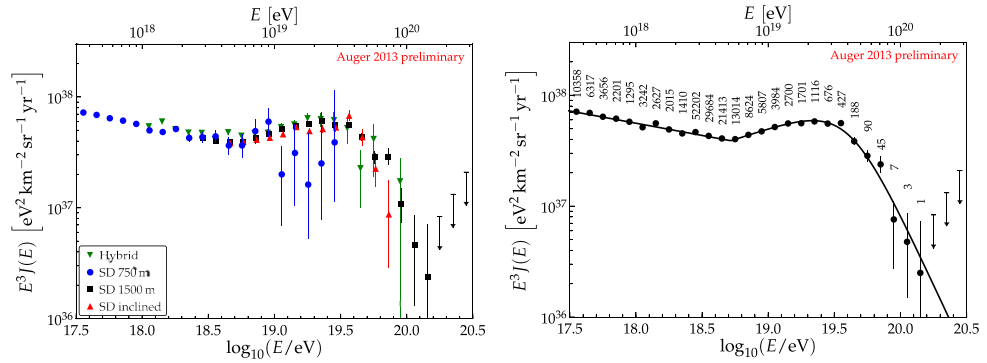 E [eV]
10^18 10^19 10^20
Auger 2013 preliminary
10^38
10^37
10^36
E^3 J(E) [eV^2 km^−2 sr^−1 yr^−1]
Hybrid
SD 750 m
SD 1500 m
SD inclined
17.5 18.0 18.5 19.0 19.5 20.0 20.5
log_10(E/eV)
E [eV]
10^18 10^19 10^20
Auger 2013 preliminary
10^38
10^37
10^36
E^3 J(E) [eV^2 km^−2 sr^−1 yr^−1]
10358
6317
3656
2201
1295
3242
2627
2015
1410
52202
29684
21413
13014
8624
5807
3984
2700
1701
1116
676
427
188
90
45
7
3
1
17.5 18.0 18.5 19.0 19.5 20.0 20.5
log_10(E/eV)